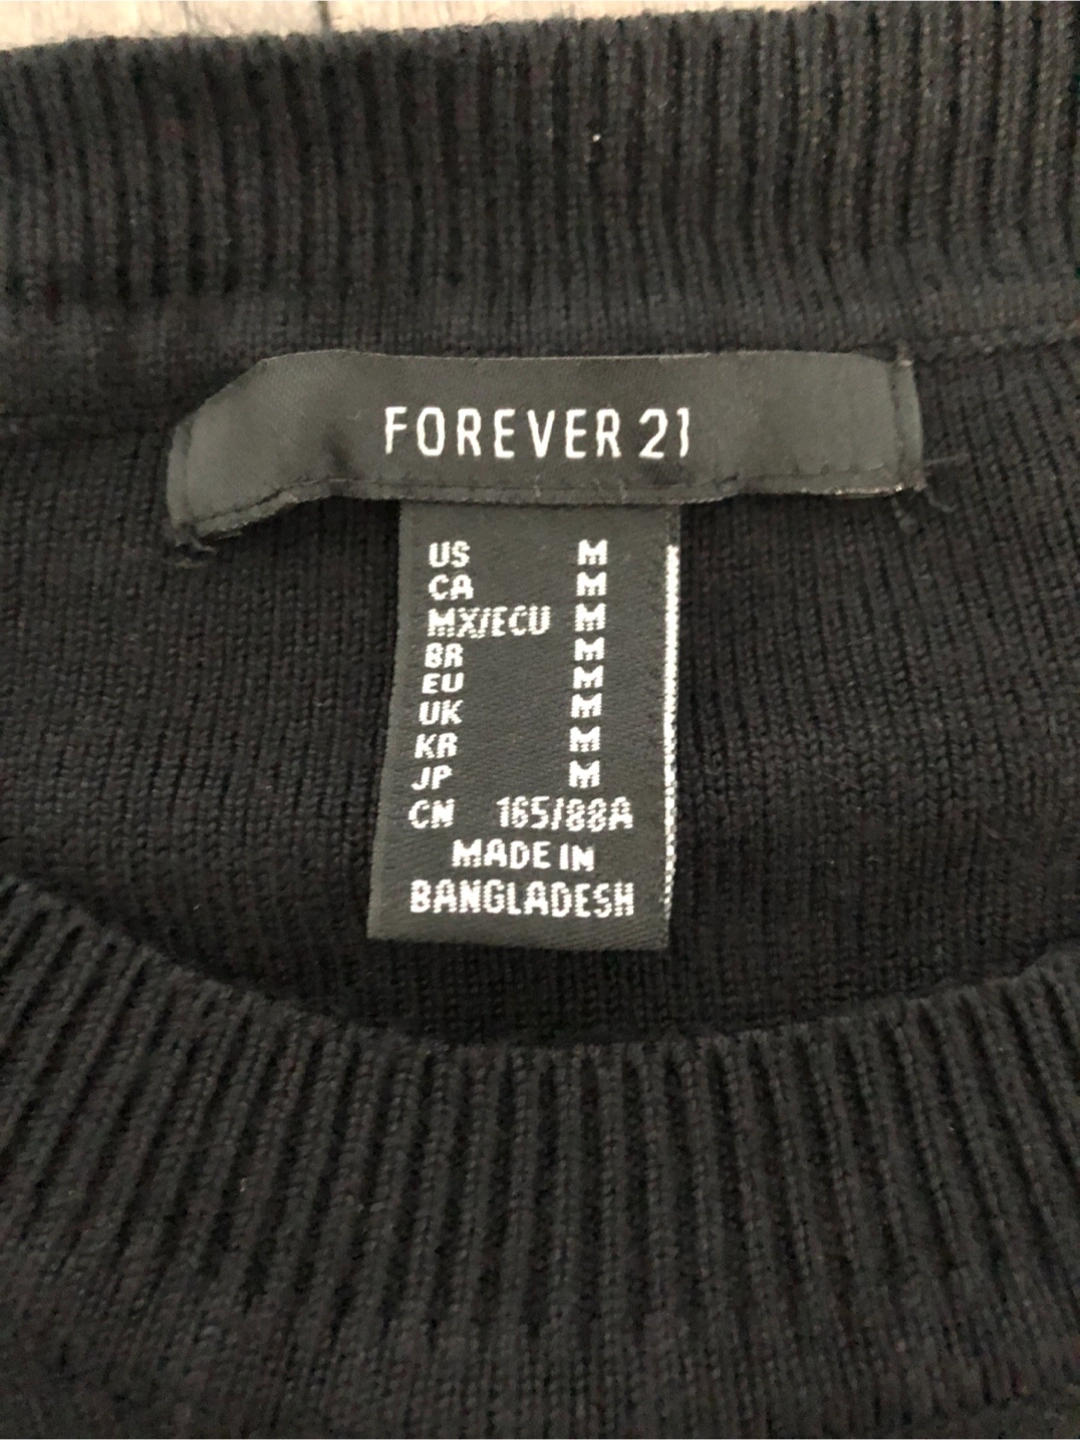 FOREVER 21
US M
CA M
MX/ECU M
BR M
EU M
UK M
KR M
JP M
CN 165/88A
MADE IN
BANGLADESH